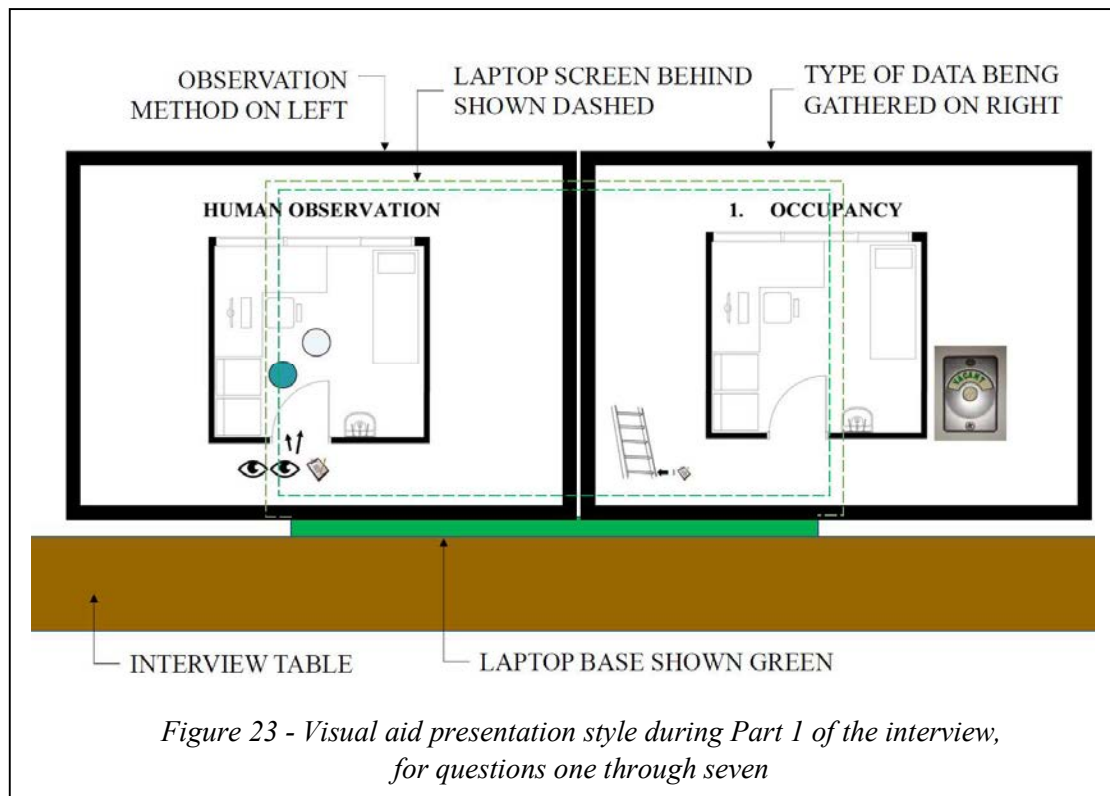 OBSERVATION
METHOD ON LEFT
LAPTOP SCREEN BEHIND
SHOWN DASHED
TYPE OF DATA BEING
GATHERED ON RIGHT
HUMAN OBSERVATION
1. OCCUPANCY
VACANT
INTERVIEW TABLE
LAPTOP BASE SHOWN GREEN
Figure 23 - Visual aid presentation style during Part 1 of the interview,
for questions one through seven